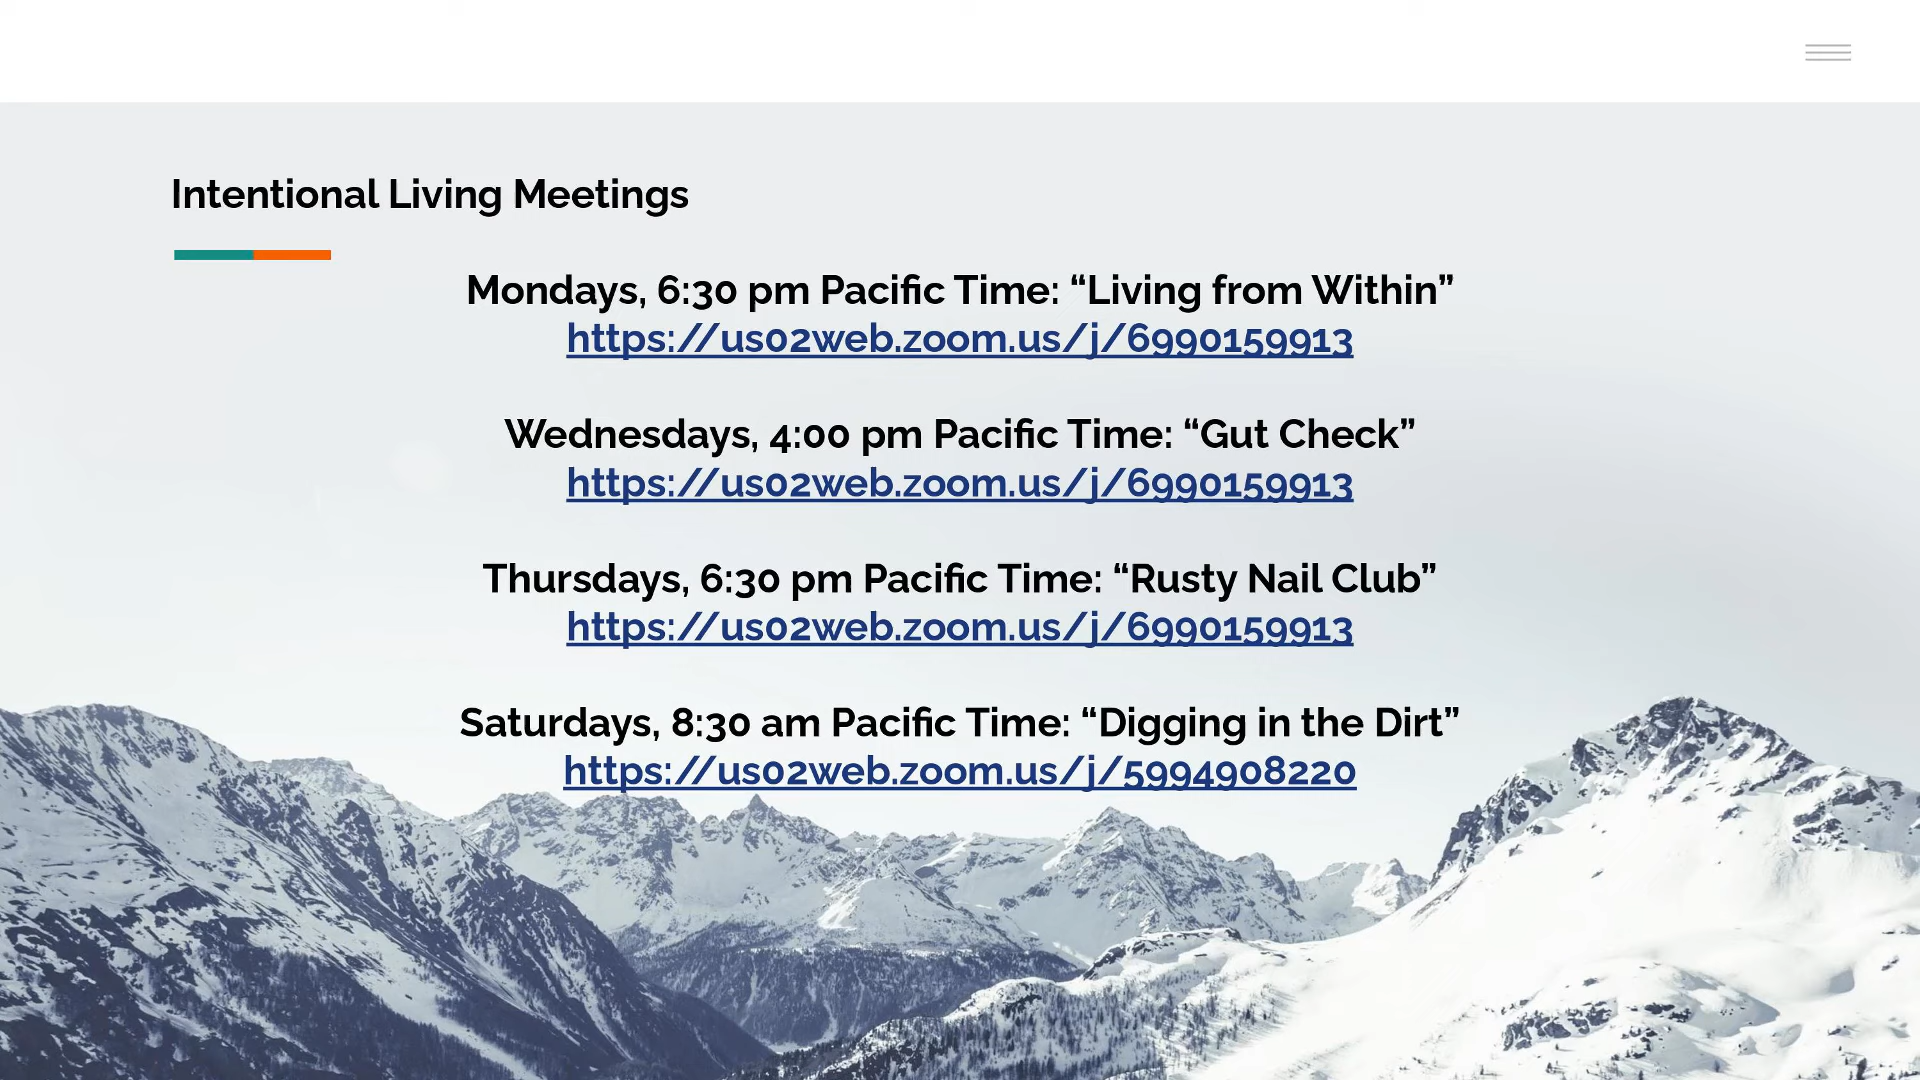 Intentional Living Meetings
Mondays, 6:30 pm Pacific Time: “Living from Within”
https://us02web.zoom.us/j/6990159913
Wednesdays, 4:00 pm Pacific Time: “Gut Check”
https://us02web.zoom.us/j/6990159913
Thursdays, 6:30 pm Pacific Time: “Rusty Nail Club”
https://us02web.zoom.us/j/6990159913
Saturdays, 8:30 am Pacific Time: “Digging in the Dirt”
https://us02web.zoom.us/j/5994908220